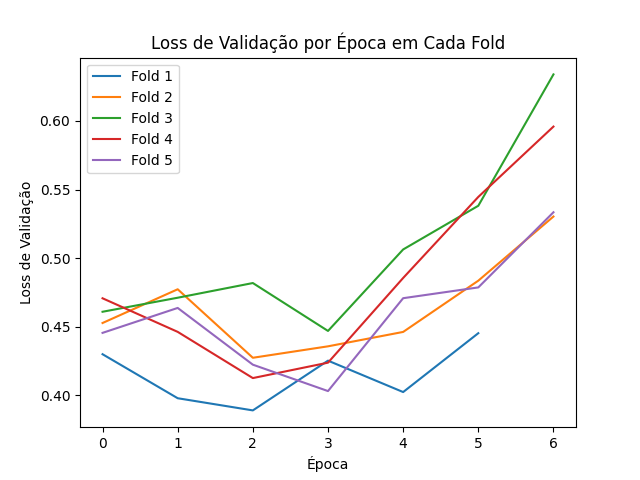 Loss de Validação por Época em Cada Fold
Fold 1
Fold 2
Fold 3
Fold 4
Fold 5
Loss de Validação
0.60
0.55
0.50
0.45
0.40
0 1 2 3 4 5 6
Época